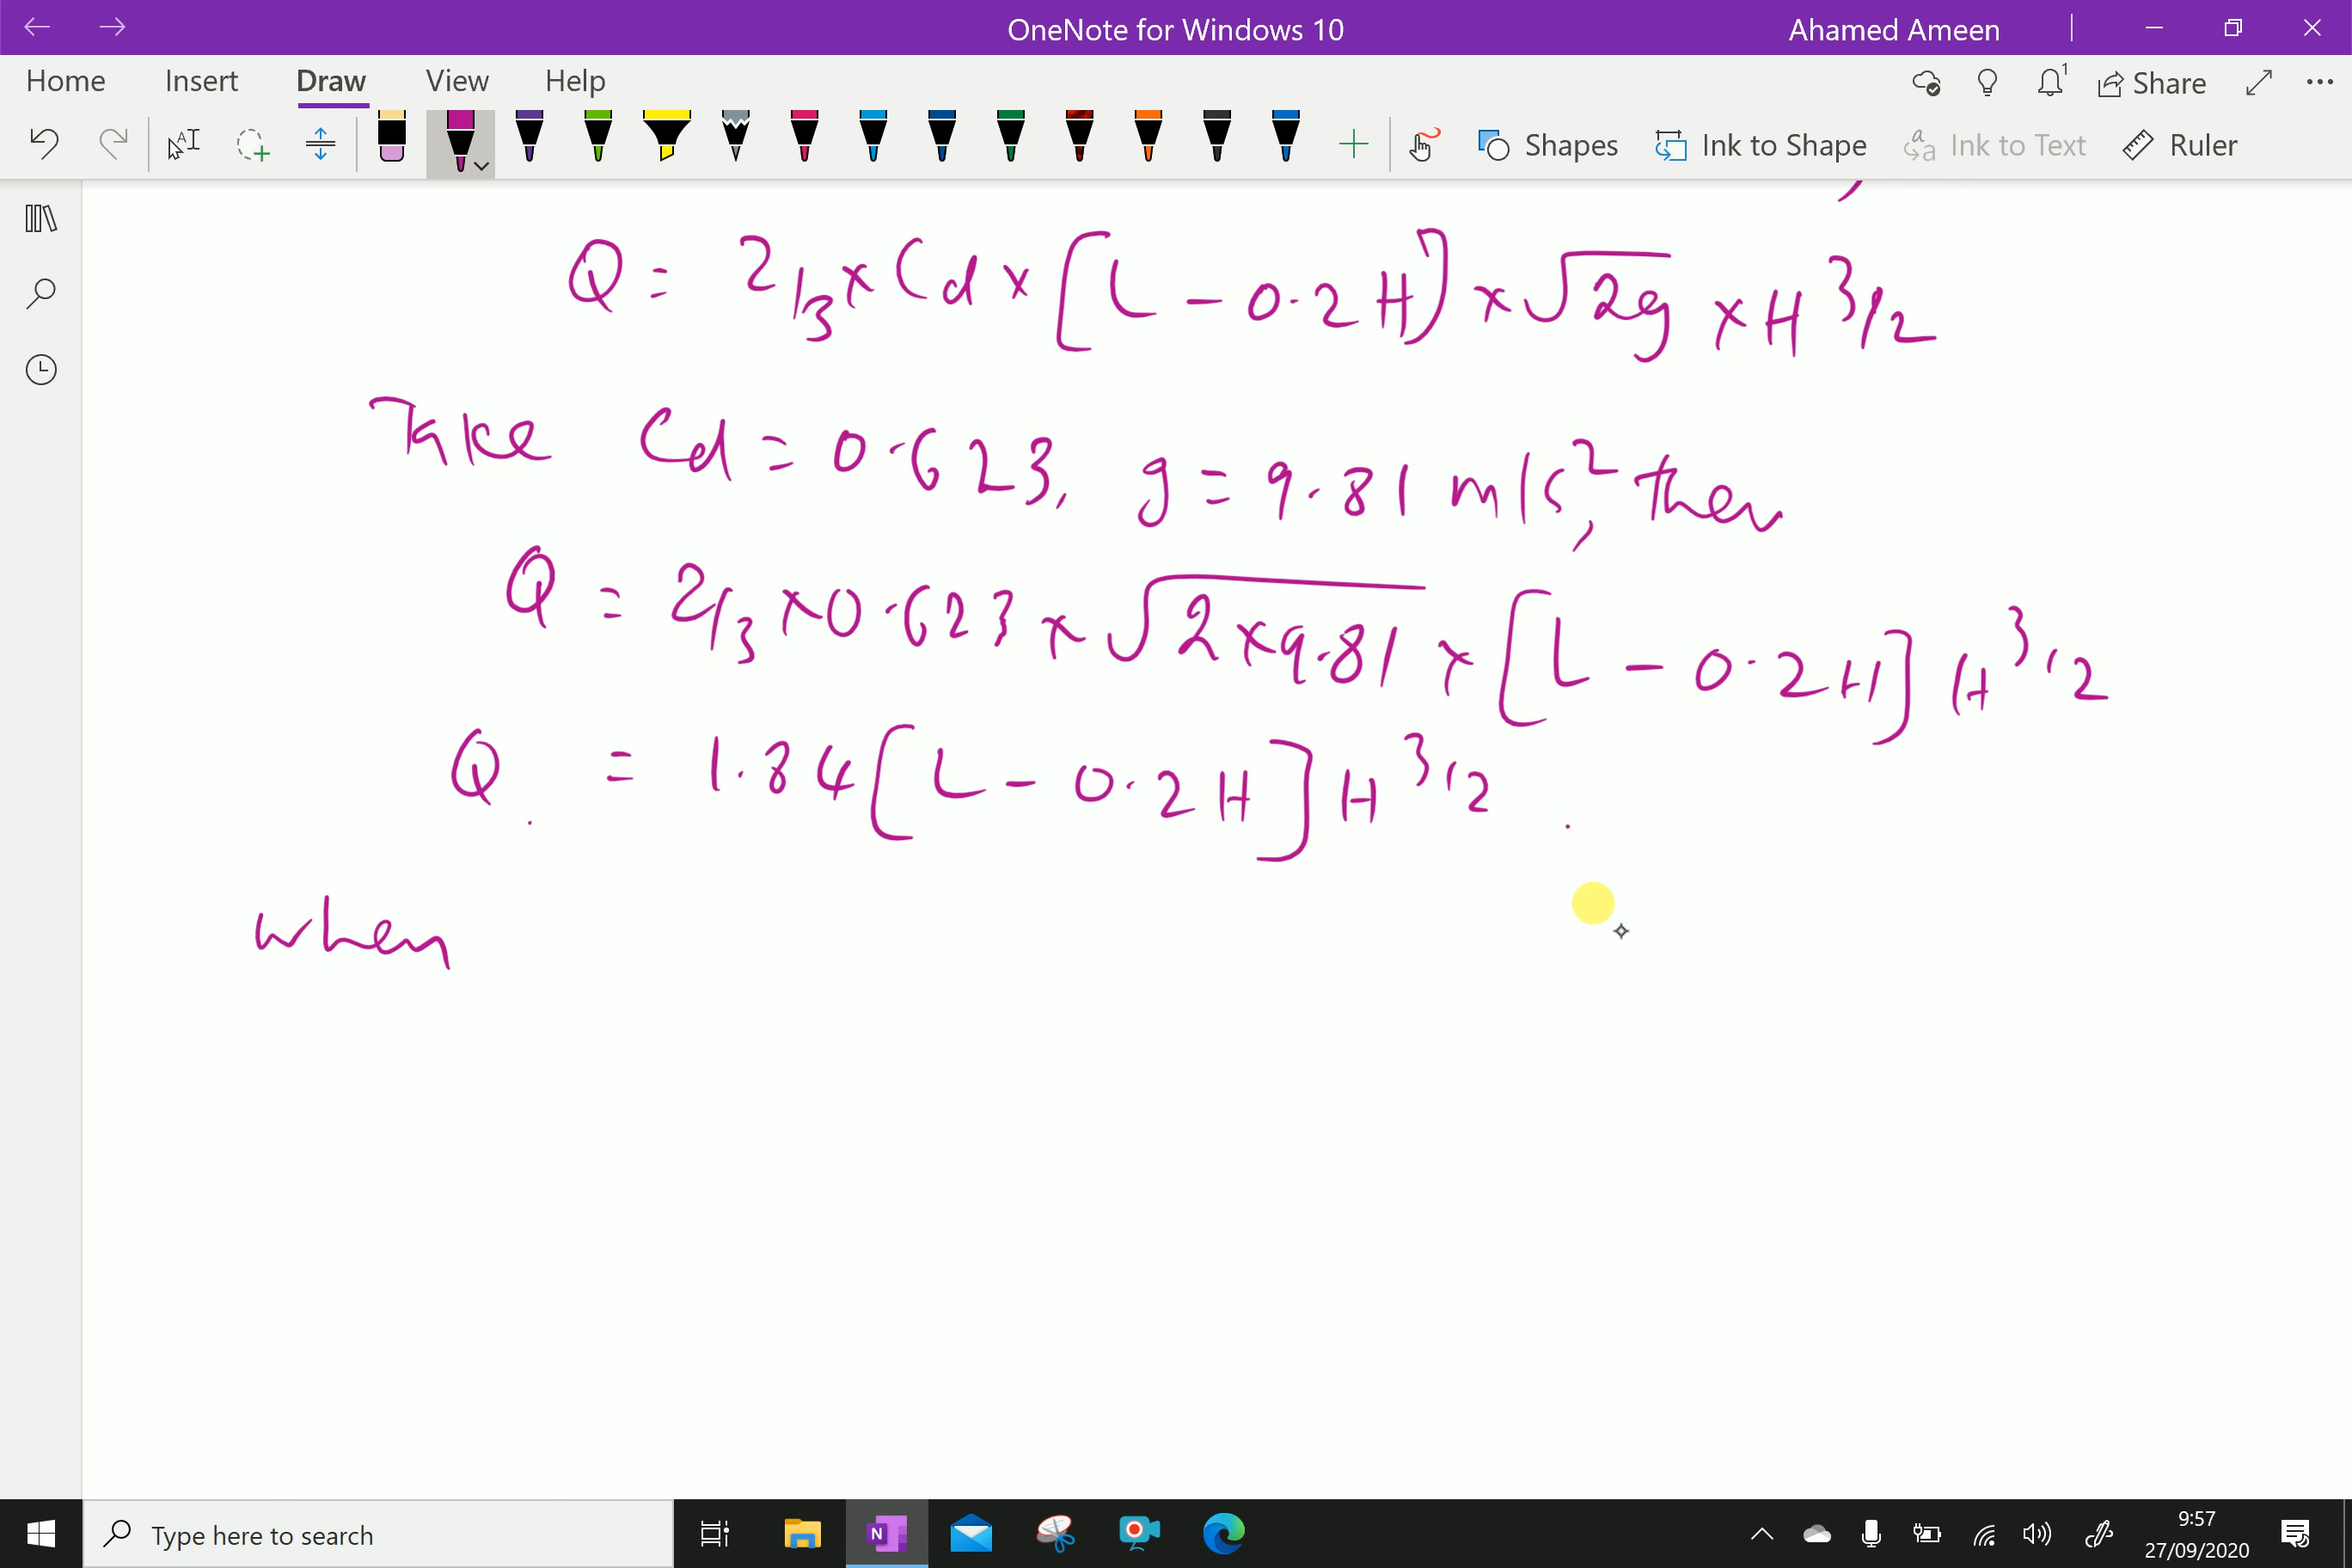 OneNote for Windows 10
Ahamed Ameen
Home Insert Draw View Help
1 Share
Shapes Ink to Shape Ink to Text Ruler
Q = 2/3 x Cd x [L - 0.2H] x √2g x H^3/2
Take Cd = 0.623, g = 9.81 m/s², then
Q = 2/3 x 0.623 x √2x9.81 x [L - 0.2H] H^3/2
Q = 1.84 [L - 0.2H] H^3/2
when
Type here to search
N
9:57
27/09/2020